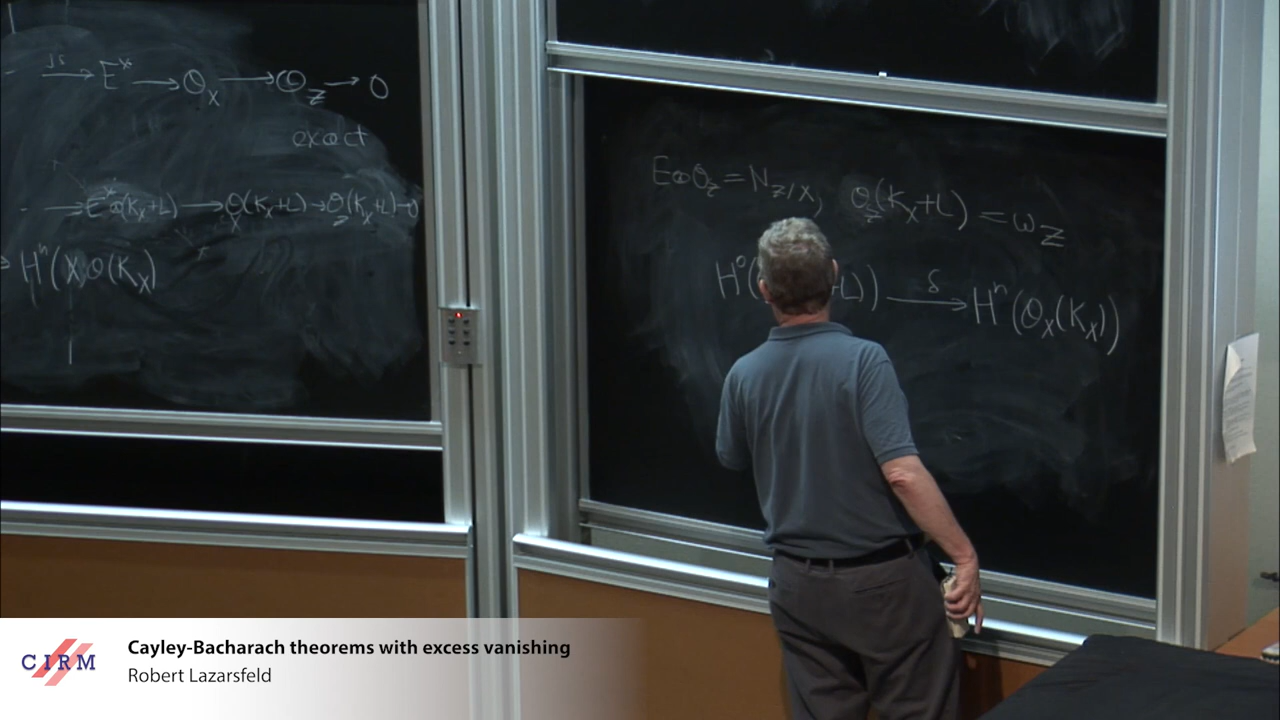 js → E* → O_X → O_Z → 0
exact
→ E*⊗O(K_X+L) → O_X(K_X+L) → O_Z(K_X+L) → 0
H^n(X, O(K_X)
E⊗O_Z = N_{Z/X}, O_Z(K_X+L) = ω_Z
H^0( +L)) —δ→ H^n(O_X(K_X))
CIRM
Cayley-Bacharach theorems with excess vanishing
Robert Lazarsfeld